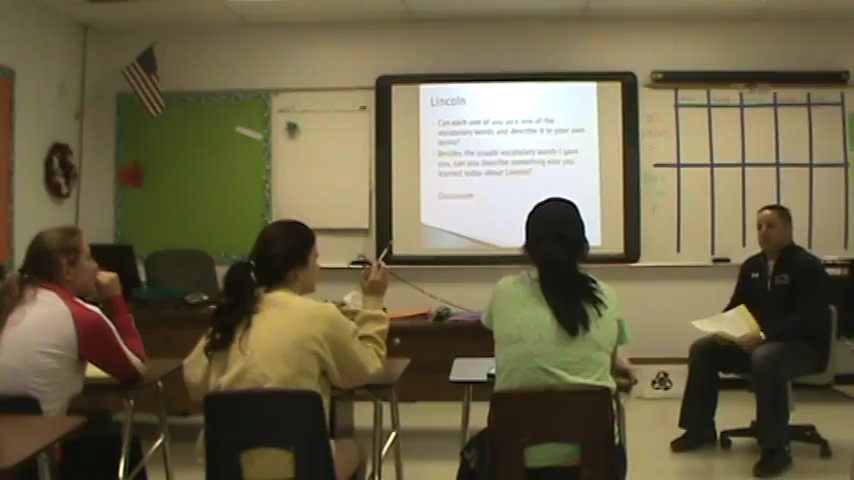 Lincoln
- Can each one of you pick one of the
vocabulary words and describe it in your own
terms?
- Besides the couple vocabulary words I gave
you, can you describe something else you
learned today about Lincoln?
- Discussion